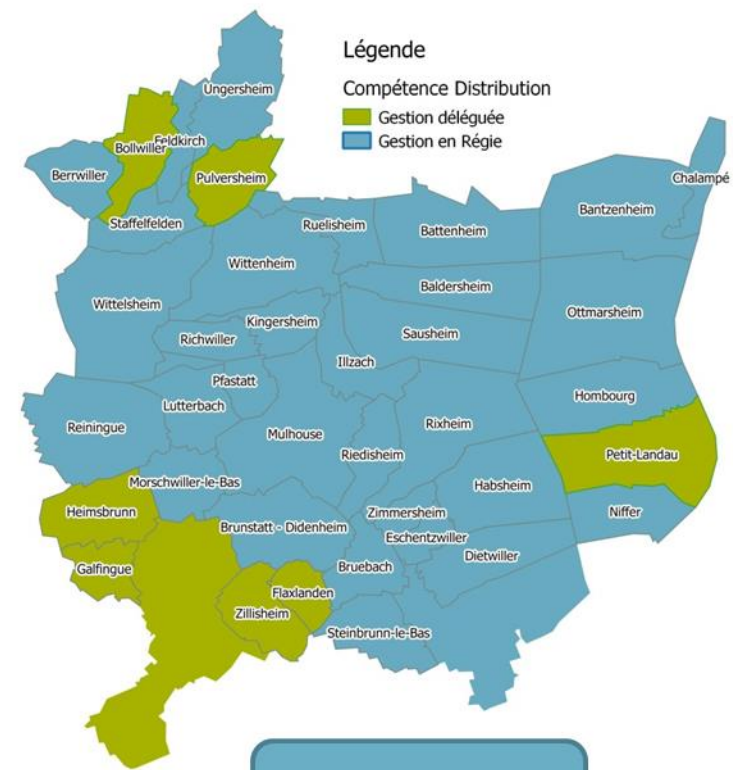 Légende
Compétence Distribution
Gestion déléguée
Gestion en Régie
Ungersheim
Feldkirch
Bollwiller
Berrwiller
Pulversheim
Chalampé
Staffelfelden
Ruelisheim
Battenheim
Bantzenheim
Wittenheim
Baldersheim
Wittelsheim
Ottmarsheim
Kingersheim
Richwiller
Sausheim
Illzach
Pfastatt
Lutterbach
Hombourg
Reiningue
Mulhouse
Rixheim
Riedisheim
Petit-Landau
Morschwiller-le-Bas
Habsheim
Heimsbrunn
Zimmersheim
Niffer
Brunstatt - Didenheim
Eschentzwiller
Dietwiller
Galfingue
Bruebach
Flaxlanden
Zillisheim
Steinbrunn-le-Bas